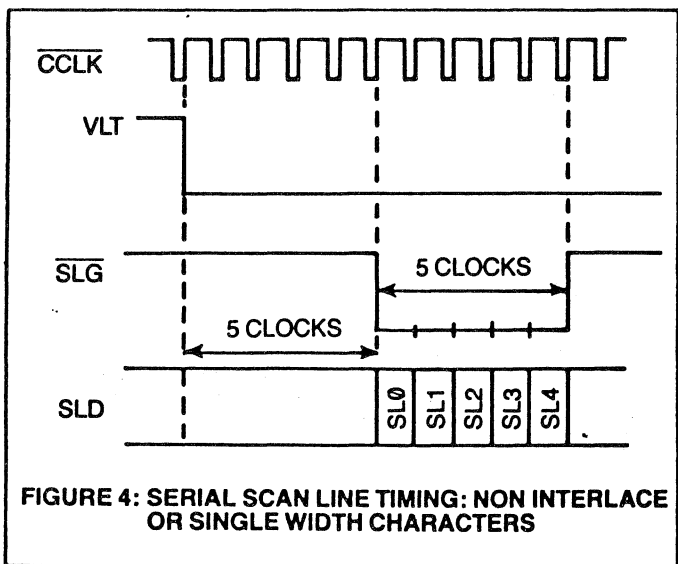 CCLK
VLT
SLG
5 CLOCKS
5 CLOCKS
SLD
SLØ
SL1
SL2
SL3
SL4
FIGURE 4: SERIAL SCAN LINE TIMING: NON INTERLACE
OR SINGLE WIDTH CHARACTERS